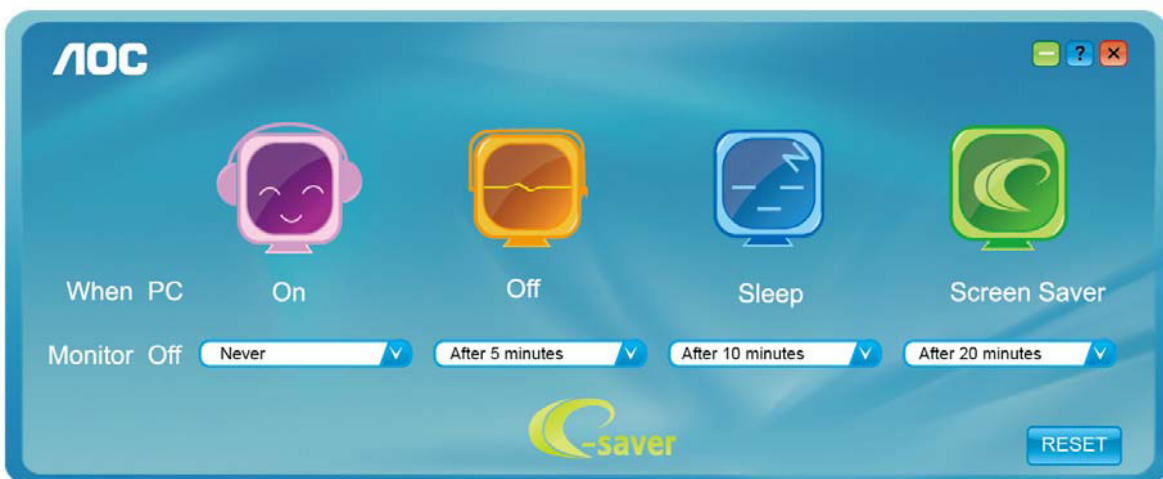 AOC
?
When PC On Off Sleep Screen Saver
Monitor Off Never After 5 minutes After 10 minutes After 20 minutes
e-saver
RESET